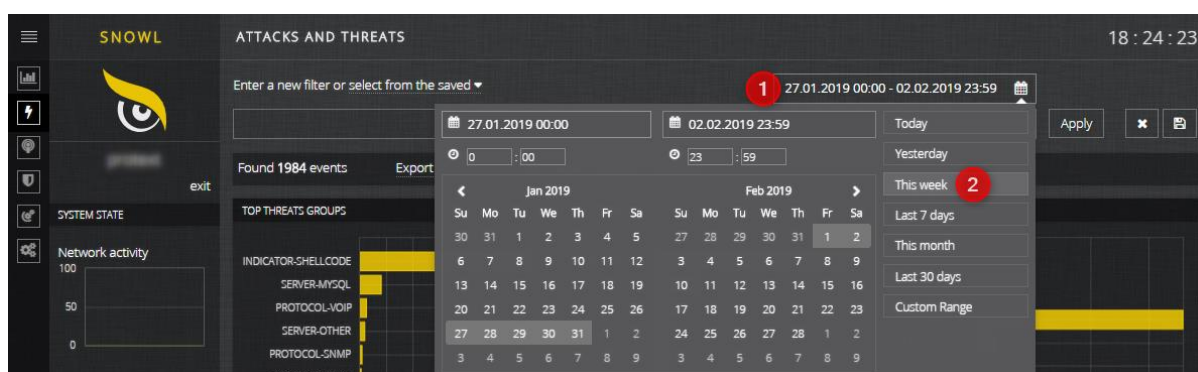 SNOWL
ATTACKS AND THREATS
18 : 24 : 23
Enter a new filter or select from the saved
1
27.01.2019 00:00 - 02.02.2019 23:59
27.01.2019 00:00
02.02.2019 23:59
Today
Apply
0 : 00
23 : 59
Yesterday
Found 1984 events
Export
exit
Jan 2019
Feb 2019
This week
2
SYSTEM STATE
TOP THREATS GROUPS
Su Mo Tu We Th Fr Sa
Su Mo Tu We Th Fr Sa
Last 7 days
30 31 1 2 3 4 5
27 28 29 30 31 1 2
This month
Network activity
100
INDICATOR-SHELLCODE
6 7 8 9 10 11 12
3 4 5 6 7 8 9
Last 30 days
SERVER-MYSQL
13 14 15 16 17 18 19
10 11 12 13 14 15 16
50
PROTOCOL-VOIP
20 21 22 23 24 25 26
17 18 19 20 21 22 23
Custom Range
SERVER-OTHER
27 28 29 30 31 1 2
24 25 26 27 28 1 2
0
PROTOCOL-SNMP
3 4 5 6 7 8 9
3 4 5 6 7 8 9